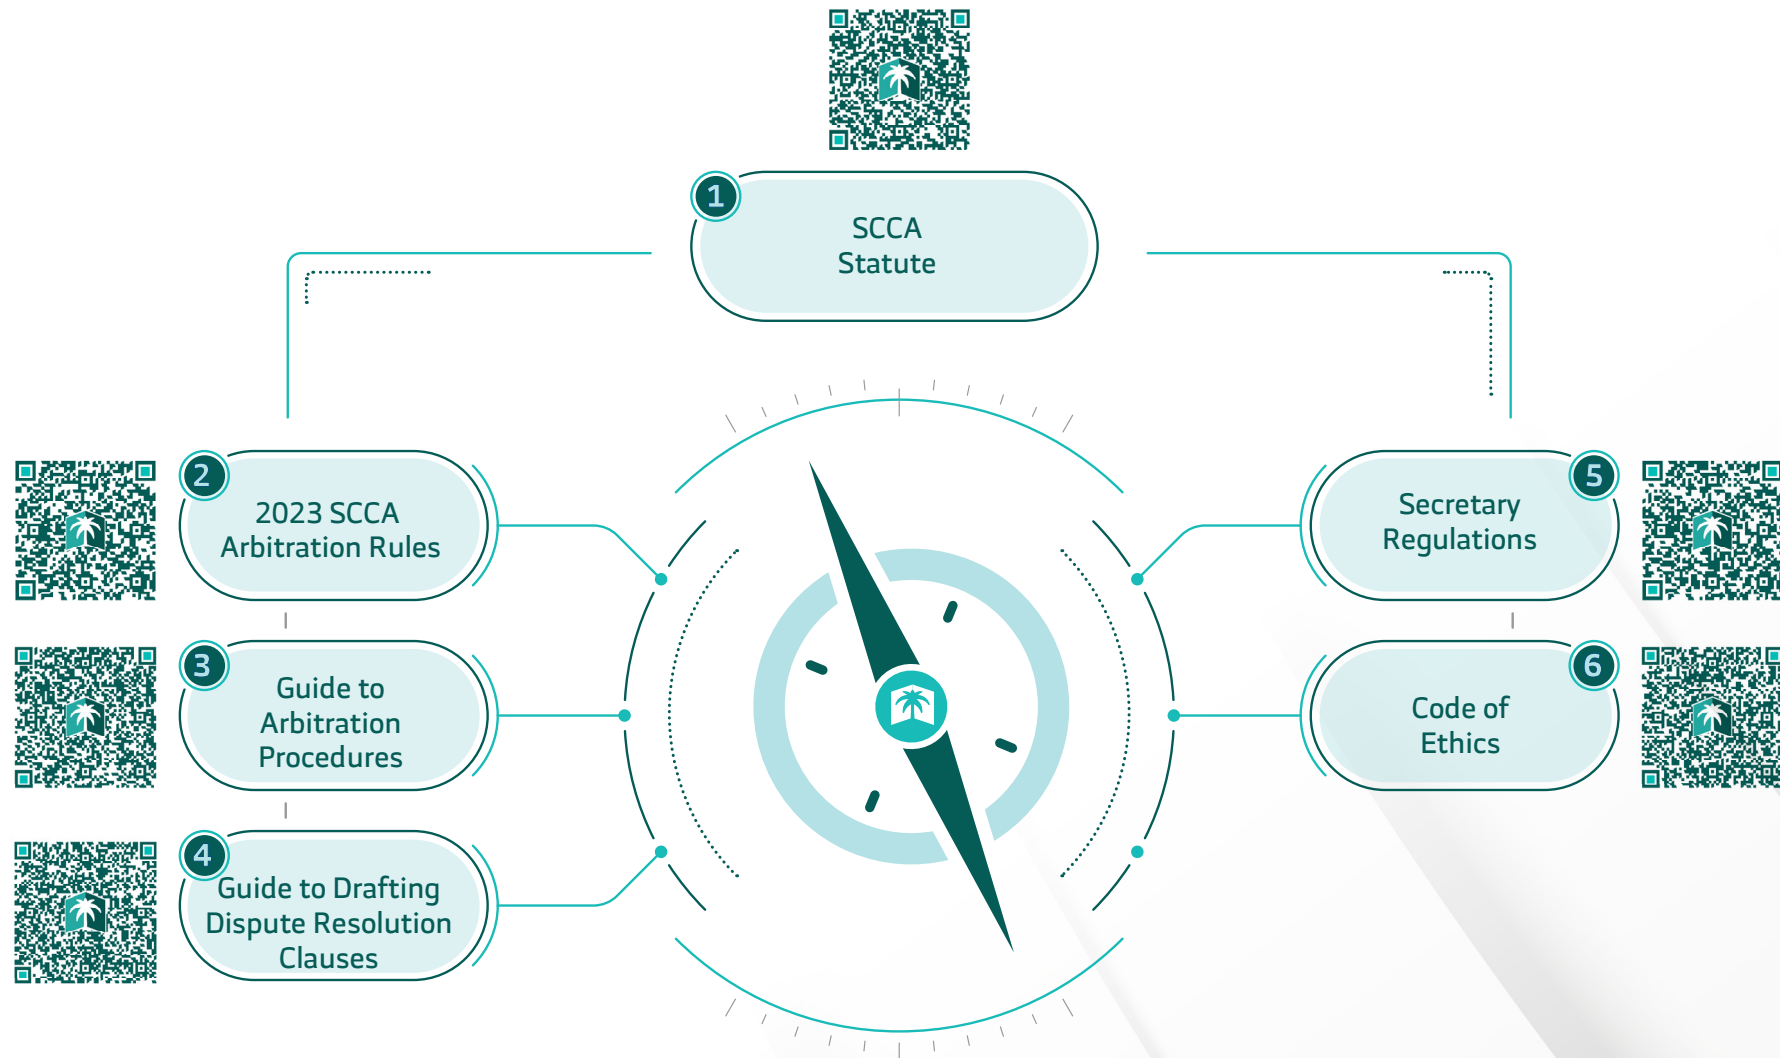 1
SCCA
Statute
2
2023 SCCA
Arbitration Rules
3
Guide to
Arbitration
Procedures
4
Guide to Drafting
Dispute Resolution
Clauses
5
Secretary
Regulations
6
Code of
Ethics